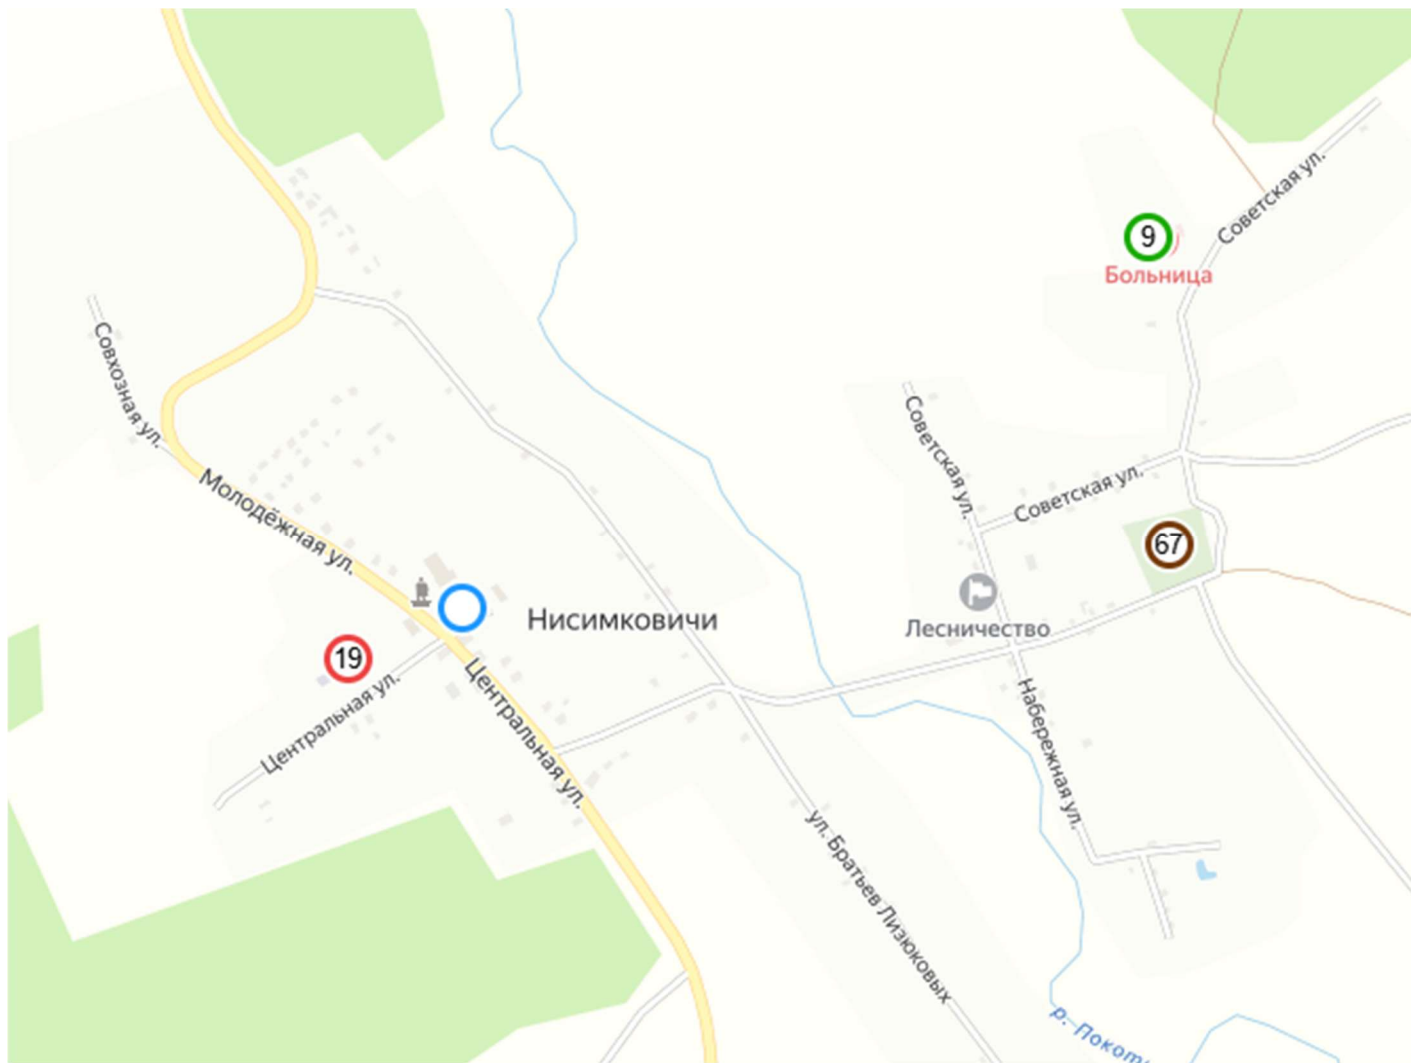 Советская ул.
9
Больница
Совхозная ул.
Советская ул.
Советская ул.
Молодёжная ул.
67
Нисимковичи
Лесничество
19
Центральная ул.
Центральная ул.
Набережная ул.
ул. Братьев Лизюковых